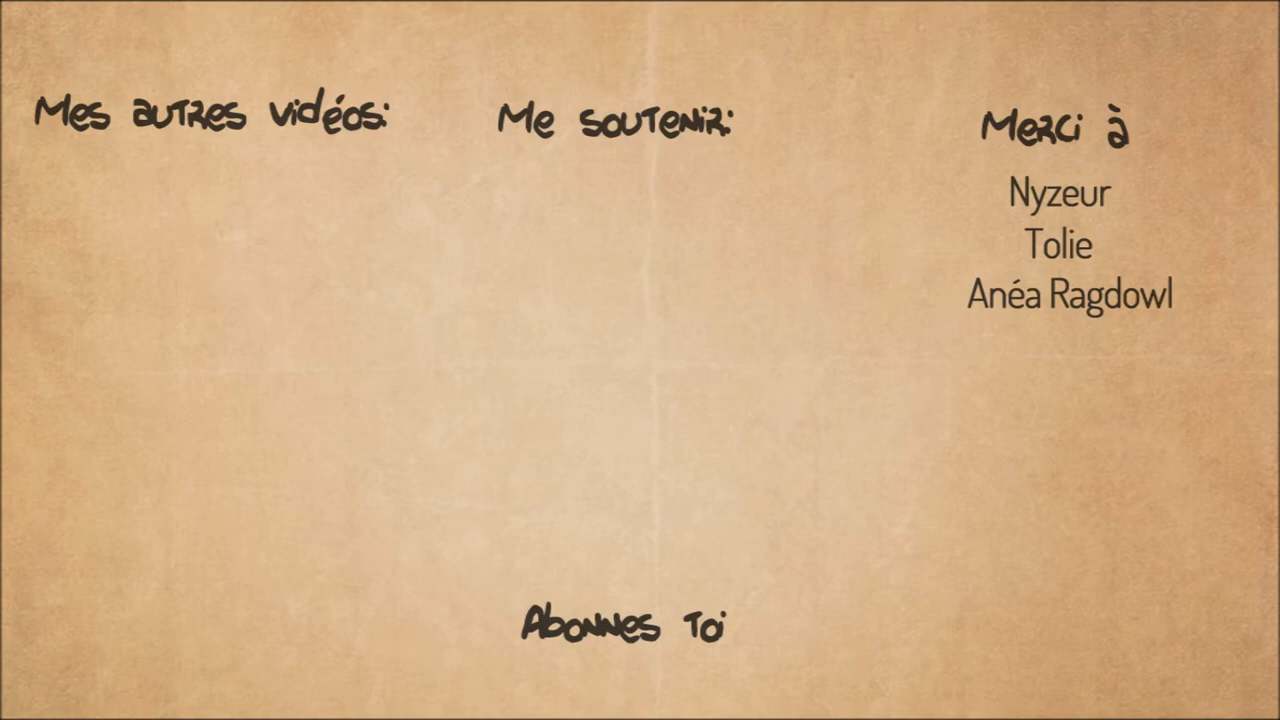 Mes autres vidéos:
Me soutenir:
Merci à
Nyzeur
Tolie
Anéa Ragdowl
Abonnes toi